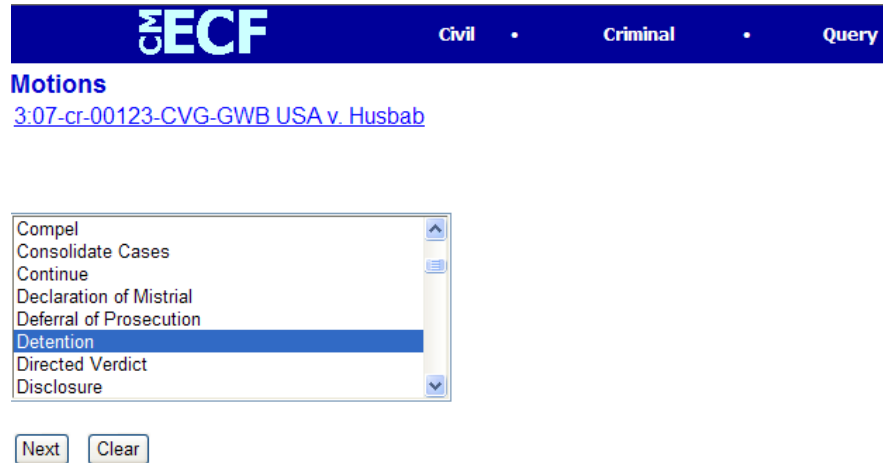 CM ECF Civil • Criminal • Query
Motions
3:07-cr-00123-CVG-GWB USA v. Husbab
Compel
Consolidate Cases
Continue
Declaration of Mistrial
Deferral of Prosecution
Detention
Directed Verdict
Disclosure
Next Clear